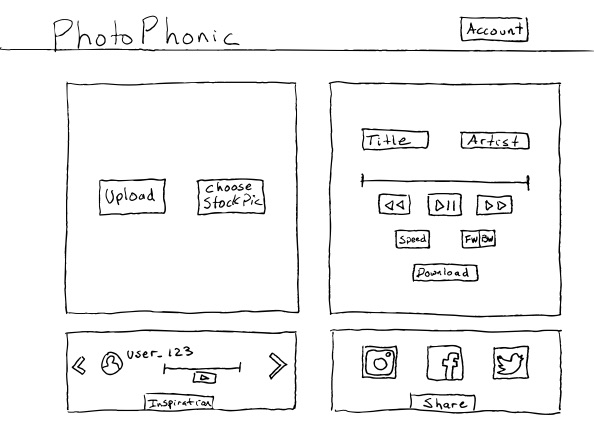 PhotoPhonic
Account
Upload
Choose
Stock Pic
Title
Artist
Speed
FW BW
Download
user_123
Inspiration
Share